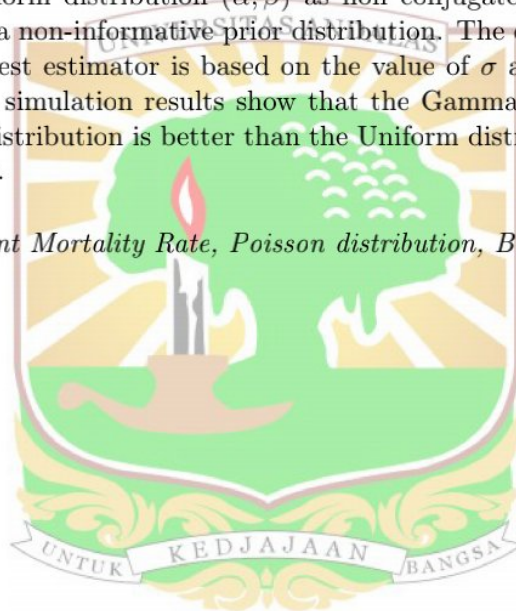 form distribution (α, β) as non conjugate
UNIVERSITAS ANDALAS
a non-informative prior distribution. The
est estimator is based on the value of σ a
simulation results show that the Gamma
distribution is better than the Uniform dist
nt Mortality Rate, Poisson distribution, B
UNTUK KEDJAJAAN BANGSA